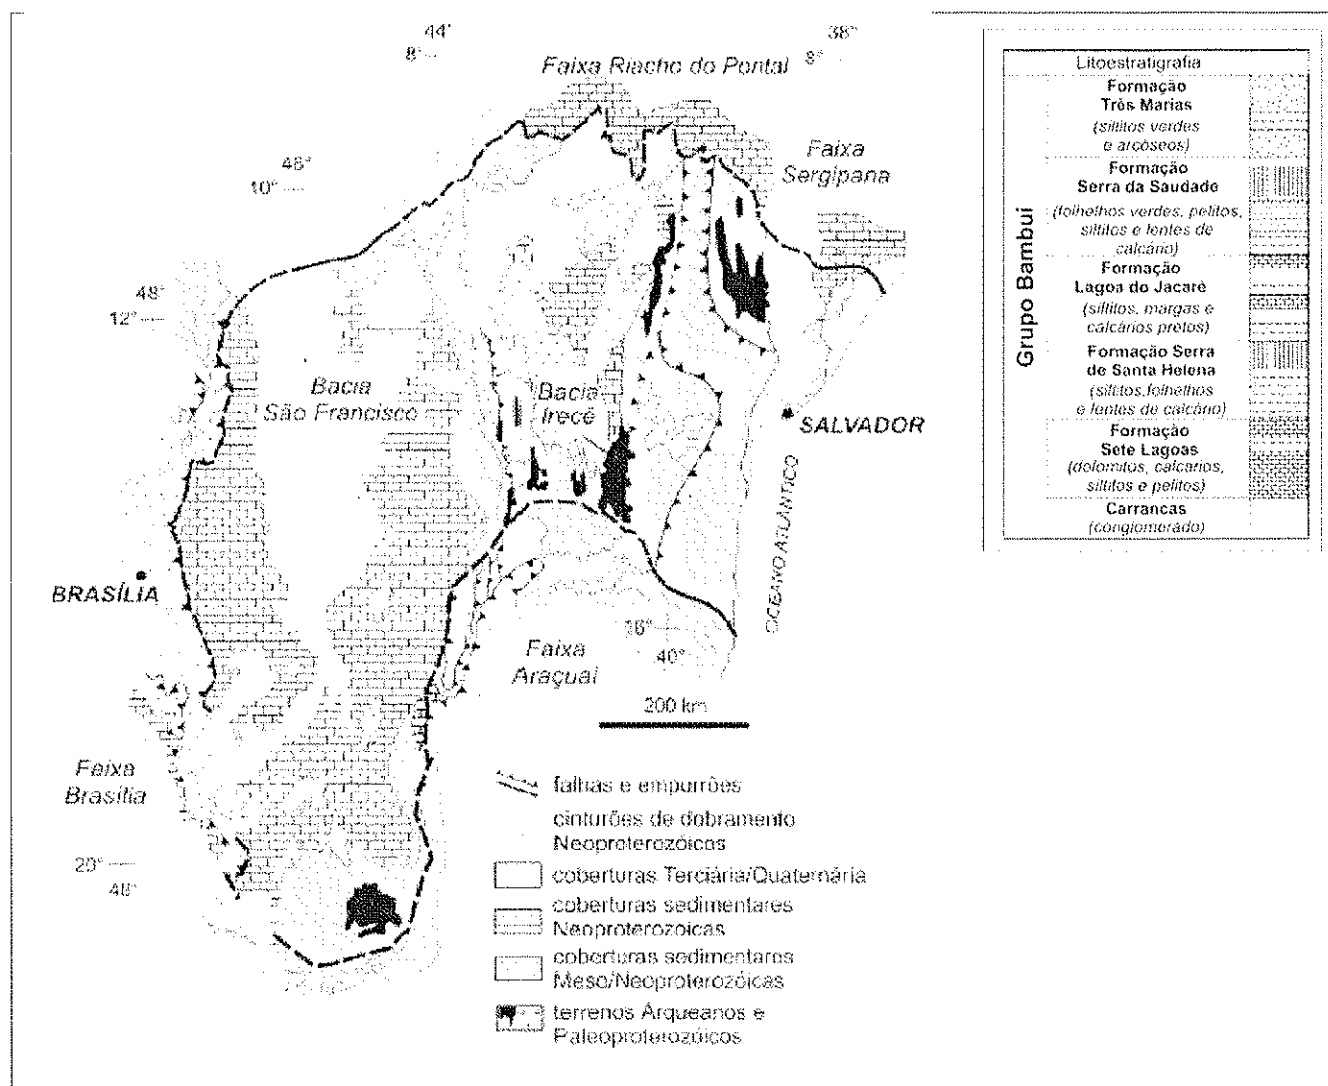 44°
8°
38°
8°
Faixa Riacho do Pontal
Faixa
Sergipana
46°
10°
48°
12°
Bacia
São Francisco
Bacia
Irecê
SALVADOR
OCEANO ATLÂNTICO
BRASÍLIA
16°
40°
Faixa
Araçuaí
200 km
Faixa
Brasília
20°
48°
falhas e empurrões
cinturões de dobramento
Neoproterozóicos
coberturas Terciária/Quaternária
coberturas sedimentares
Neoproterozoicas
coberturas sedimentares
Meso/Neoproterozóicas
terrenos Arqueanos e
Paleoproterozóicos
Litoestratigrafia
Grupo Bambuí
Formação
Três Marias
(siltitos verdes
e arcóseos)
Formação
Serra da Saudade
(folhelhos verdes, pelitos,
siltitos e lentes de
calcário)
Formação
Lagoa do Jacaré
(siltitos, margas e
calcários pretos)
Formação Serra
de Santa Helena
(siltitos,folhelhos
e lentes de calcário)
Formação
Sete Lagoas
(dolomitos, calcários,
siltitos e pelitos)
Carrancas
(conglomerado)